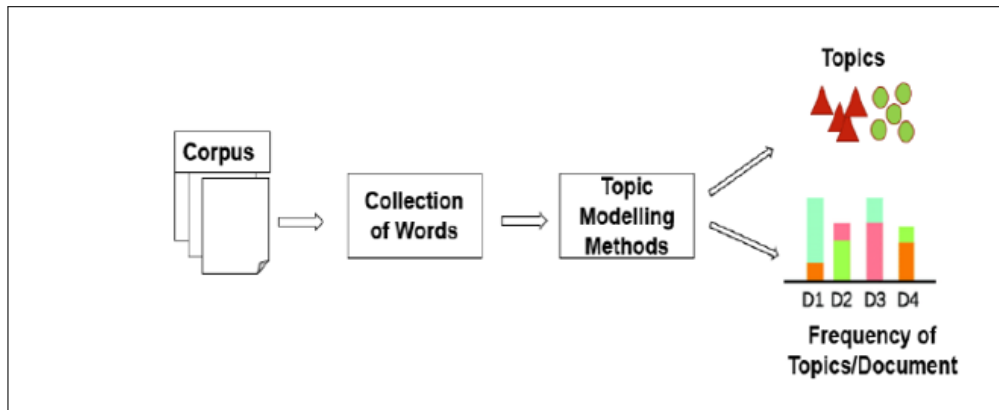 Corpus
Collection
of Words
Topic
Modelling
Methods
Topics
D1 D2 D3 D4
Frequency of
Topics/Document